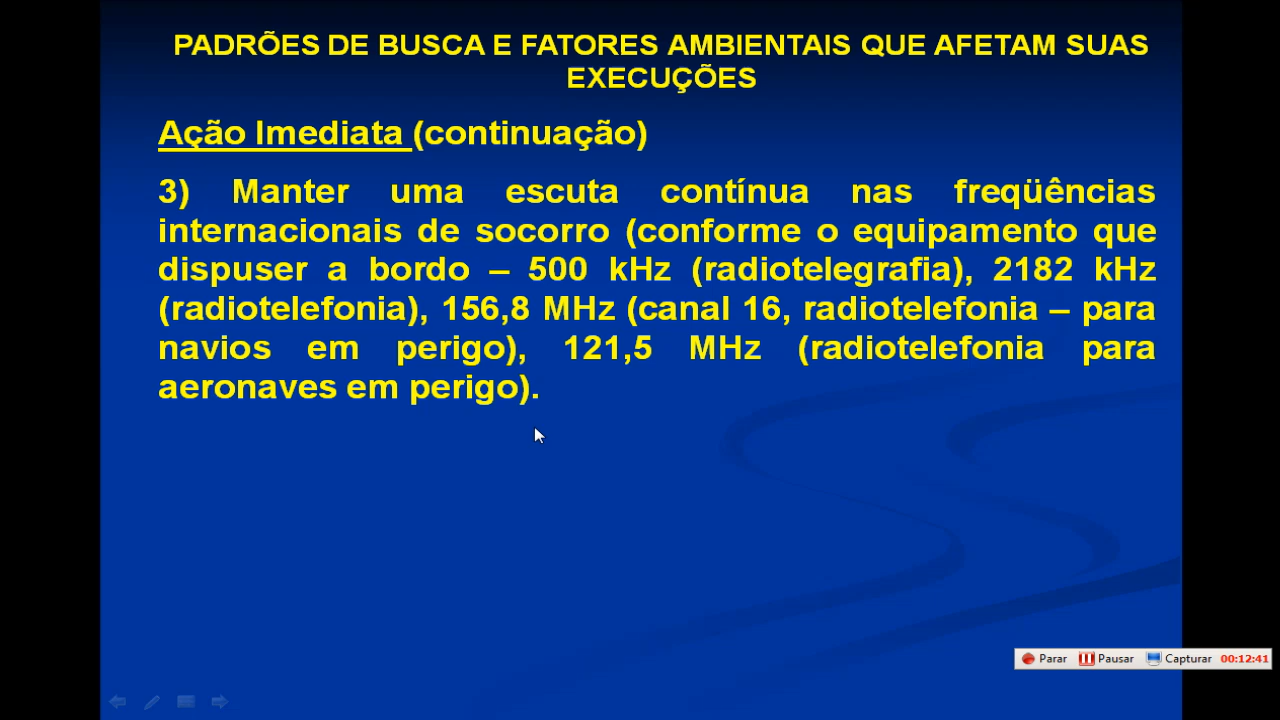 PADRÕES DE BUSCA E FATORES AMBIENTAIS QUE AFETAM SUAS
EXECUÇÕES
Ação Imediata (continuação)
3) Manter uma escuta contínua nas freqüências
internacionais de socorro (conforme o equipamento que
dispuser a bordo – 500 kHz (radiotelegrafia), 2182 kHz
(radiotelefonia), 156,8 MHz (canal 16, radiotelefonia – para
navios em perigo), 121,5 MHz (radiotelefonia para
aeronaves em perigo).
Parar Pausar Capturar 00:12:41